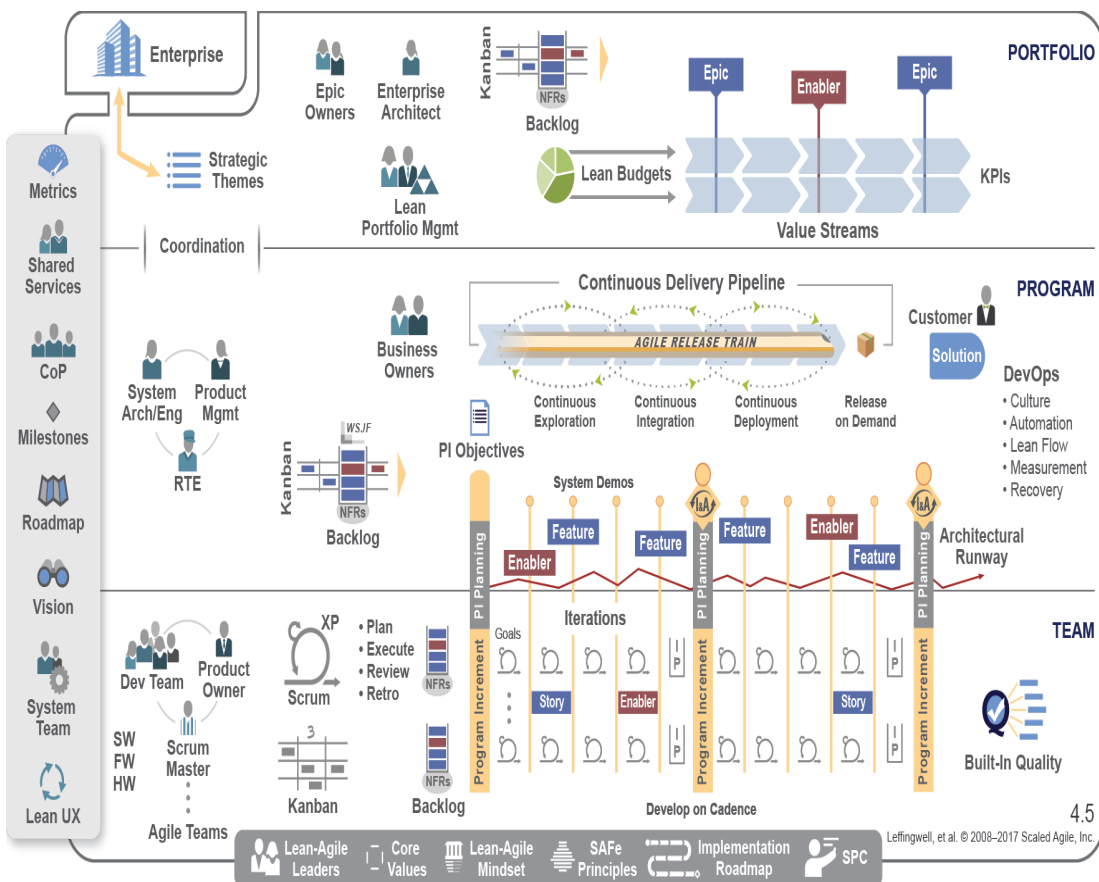 Enterprise
PORTFOLIO
Epic
Owners
Enterprise
Architect
Kanban
NFRs
Backlog
Epic
Enabler
Epic
Strategic
Themes
Lean
Portfolio Mgmt
Lean Budgets
KPIs
Value Streams
Metrics
Shared
Services
CoP
Milestones
Roadmap
Vision
System
Team
Lean UX
Coordination
PROGRAM
Continuous Delivery Pipeline
Business
Owners
AGILE RELEASE TRAIN
Customer
Solution
Continuous
Exploration
Continuous
Integration
Continuous
Deployment
Release
on Demand
DevOps
• Culture
• Automation
• Lean Flow
• Measurement
• Recovery
System
Arch/Eng
Product
Mgmt
RTE
Kanban
WSJF
NFRs
Backlog
PI Objectives
System Demos
I&A
I&A
Enabler
Feature
Feature
Feature
Enabler
Feature
Architectural
Runway
PI Planning
PI Planning
PI Planning
TEAM
Dev Team
Product
Owner
Scrum
Master
SW
FW
HW
Agile Teams
XP
Scrum
• Plan
• Execute
• Review
• Retro
NFRs
3
Kanban
NFRs
Backlog
Iterations
Goals
Program Increment
Program Increment
Program Increment
Story
Enabler
Story
I P
I P
I P
I P
Develop on Cadence
Built-In Quality
4.5
Leffingwell, et al. © 2008–2017 Scaled Agile, Inc.
Lean-Agile
Leaders
Core
Values
Lean-Agile
Mindset
SAFe
Principles
Implementation
Roadmap
SPC